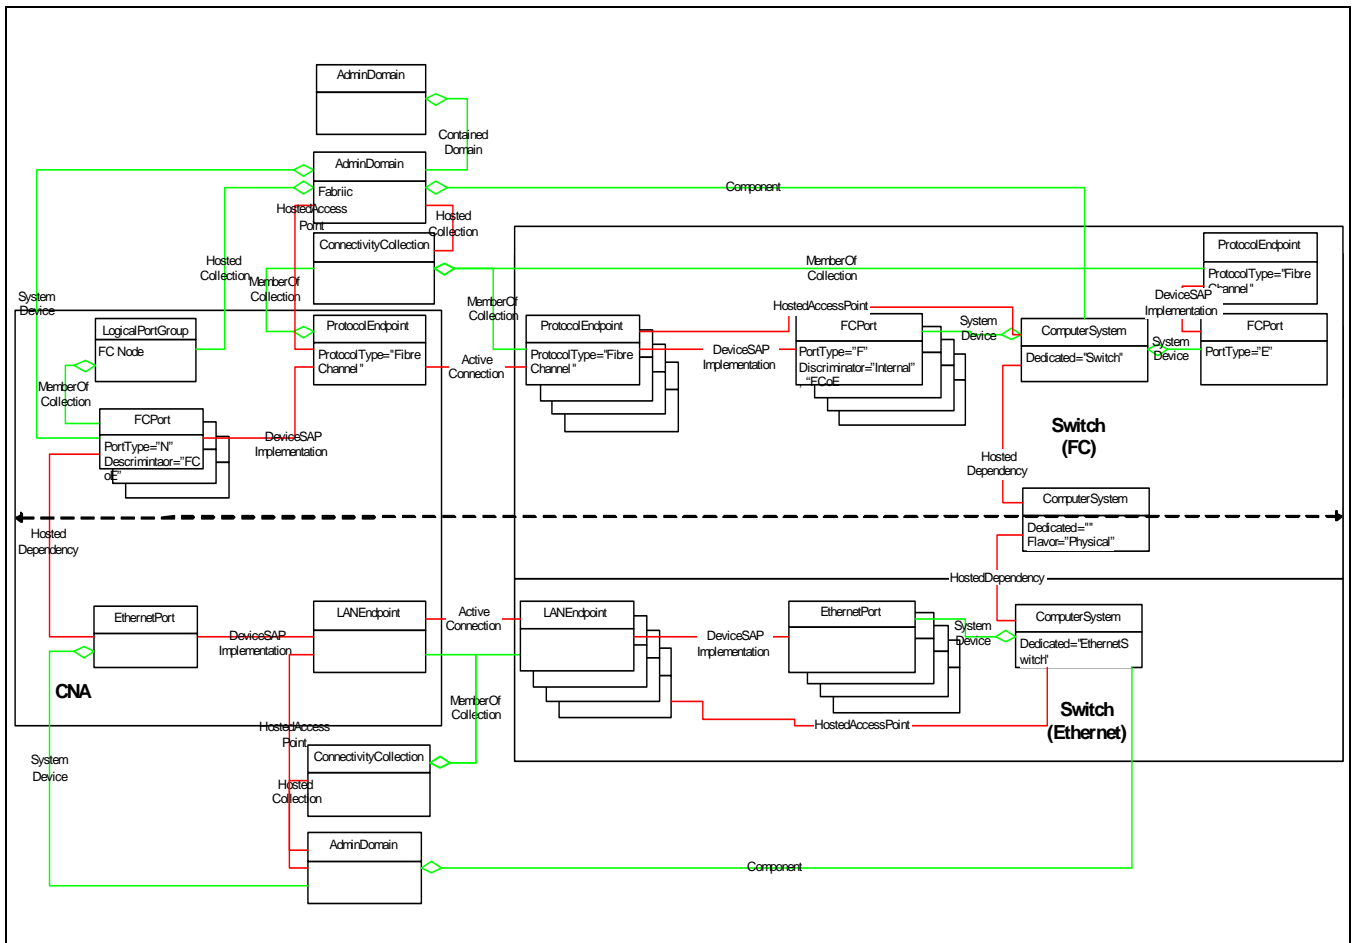 AdminDomain
Contained
Domain
AdminDomain
Fabriic
HostedAccess
Point
Hosted
Collection
Component
ConnectivityCollection
Hosted
Collection
MemberOf
Collection
MemberOf
Collection
MemberOf
Collection
System
Device
ProtocolEndpoint
ProtocolType="Fibre
Channel"
DeviceSAP
Implementation
LogicalPortGroup
FC Node
MemberOf
Collection
ProtocolEndpoint
ProtocolType="Fibre
Channel"
Active
Connection
ProtocolEndpoint
ProtocolType="Fibre
Channel"
HostedAccessPoint
DeviceSAP
Implementation
FCPort
PortType="F"
Discriminator="Internal"
, "FCoE
System
Device
ComputerSystem
Dedicated="Switch"
System
Device
FCPort
PortType="E"
FCPort
PortType="N"
Descrimintaor="FC
oE"
DeviceSAP
Implementation
Switch
(FC)
Hosted
Dependency
ComputerSystem
Dedicated=""
Flavor="Physical"
Hosted
Dependency
HostedDependency
EthernetPort
DeviceSAP
Implementation
LANEndpoint
Active
Connection
LANEndpoint
DeviceSAP
Implementation
EthernetPort
System
Device
ComputerSystem
Dedicated="EthernetS
witch"
CNA
MemberOf
Collection
HostedAccessPoint
Switch
(Ethernet)
HostedAccess
Point
System
Device
ConnectivityCollection
Hosted
Collection
AdminDomain
Component